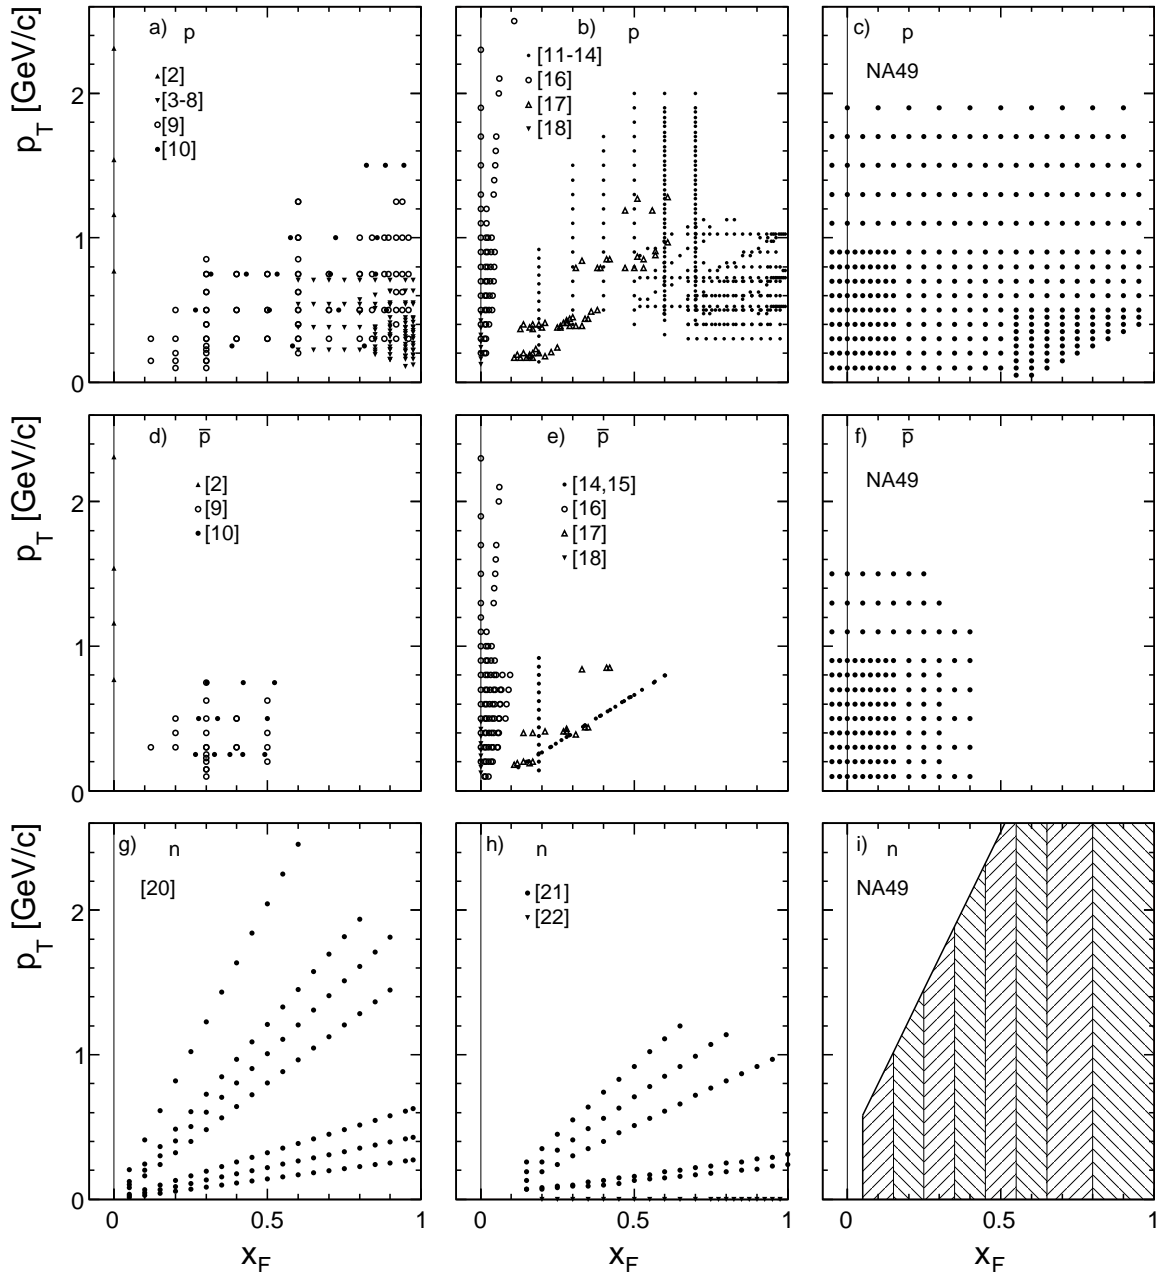 a) p
[2]
[3-8]
[9]
[10]
b) p
[11-14]
[16]
[17]
[18]
c) p
NA49
p_T [GeV/c]
2
1
0
d) p̅
[2]
[9]
[10]
e) p̅
[14,15]
[16]
[17]
[18]
f) p̅
NA49
p_T [GeV/c]
2
1
0
g) n
[20]
h) n
[21]
[22]
i) n
NA49
p_T [GeV/c]
2
1
0
0 0.5 1
0 0.5 1
0 0.5 1
x_F x_F x_F